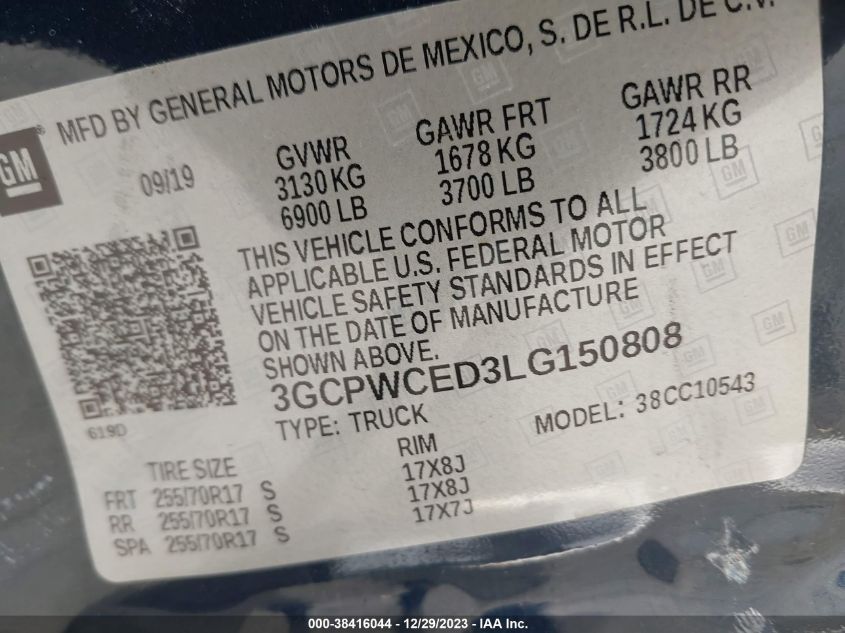 MFD BY GENERAL MOTORS DE MEXICO, S. DE R.L. DE C.V.
GM
09/19
GVWR GAWR FRT GAWR RR
3130 KG 1678 KG 1724 KG
6900 LB 3700 LB 3800 LB
THIS VEHICLE CONFORMS TO ALL
APPLICABLE U.S. FEDERAL MOTOR
VEHICLE SAFETY STANDARDS IN EFFECT
ON THE DATE OF MANUFACTURE
SHOWN ABOVE.
3GCPWCED3LG150808
619D
TYPE: TRUCK MODEL: 38CC10543
TIRE SIZE RIM
FRT 255/70R17 S 17X8J
RR 255/70R17 S 17X8J
SPA 255/70R17 S 17X7J
000-38416044 - 12/29/2023 - IAA Inc.